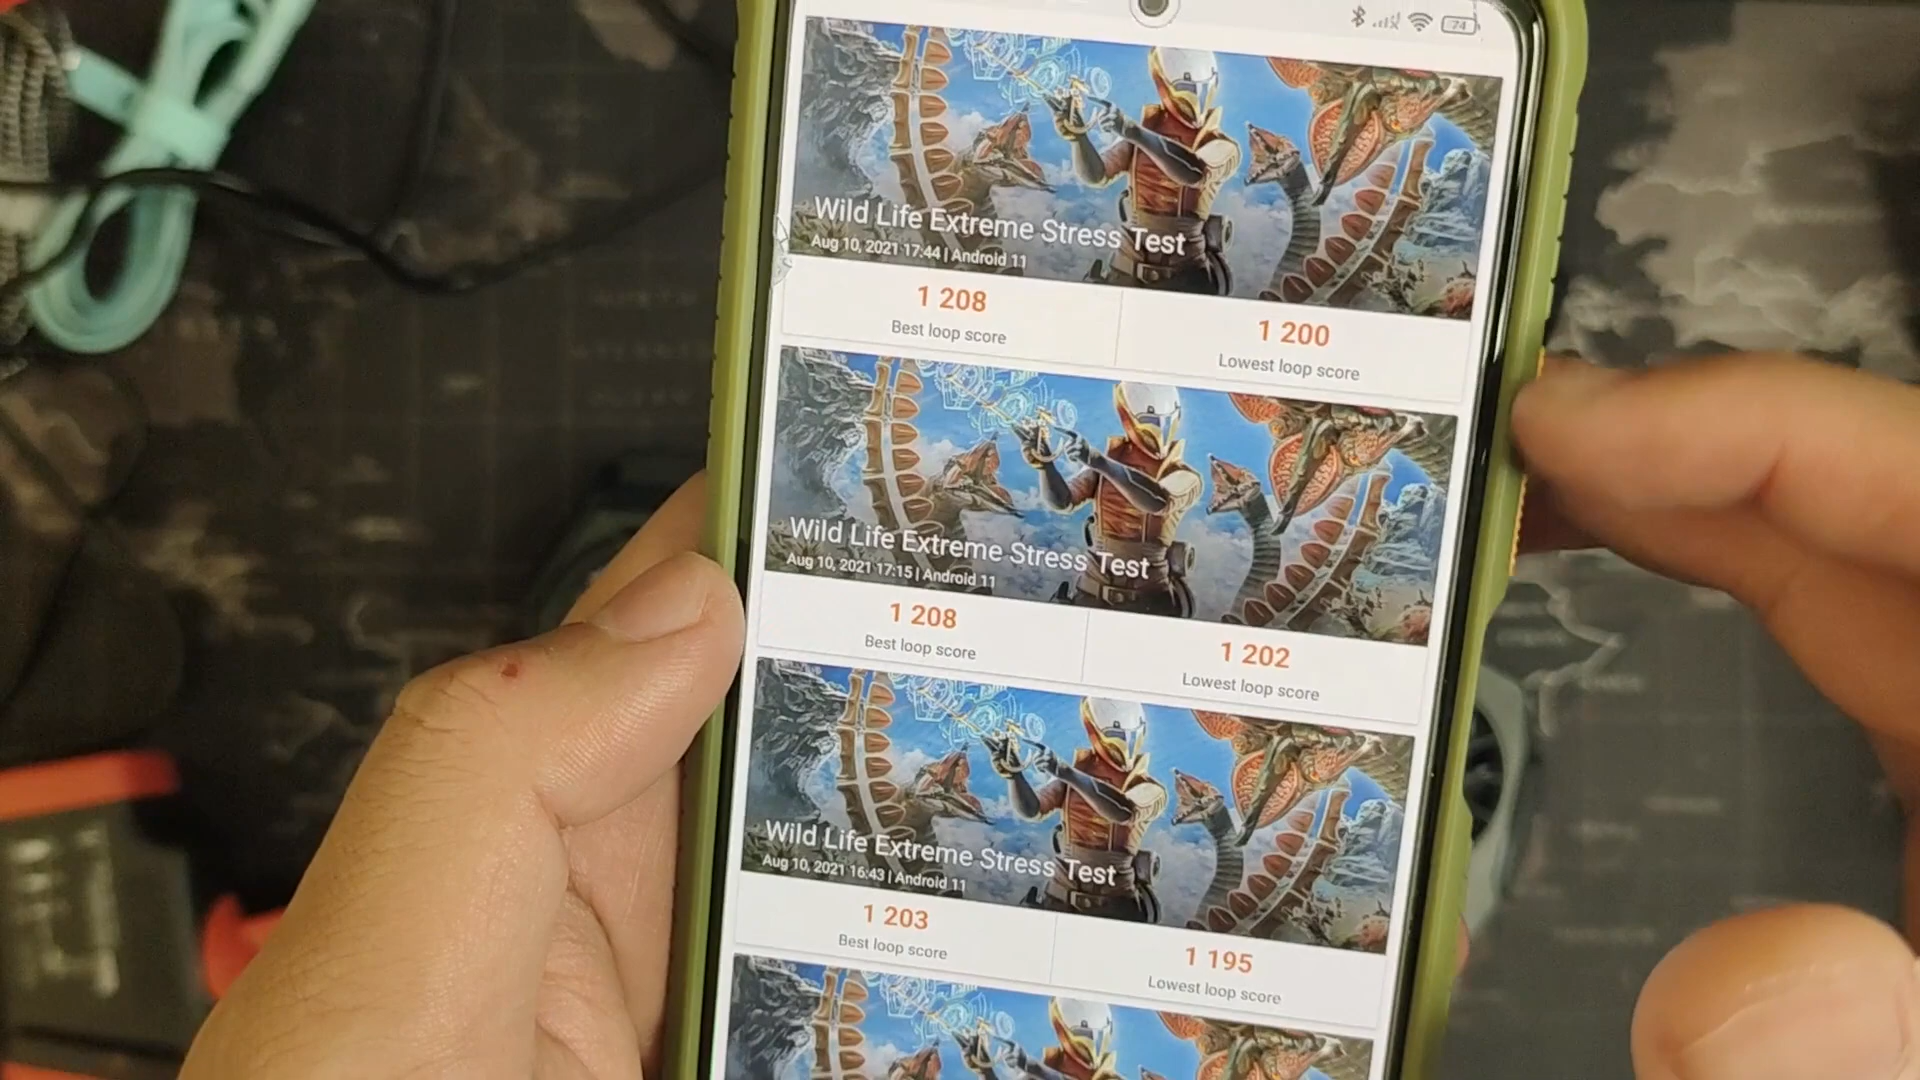 24
Wild Life Extreme Stress Test
Aug 10, 2021 17:44 | Android 11
1 208
Best loop score
1 200
Lowest loop score
Wild Life Extreme Stress Test
Aug 10, 2021 17:15 | Android 11
1 208
Best loop score
1 202
Lowest loop score
Wild Life Extreme Stress Test
Aug 10, 2021 16:43 | Android 11
1 203
Best loop score
1 195
Lowest loop score